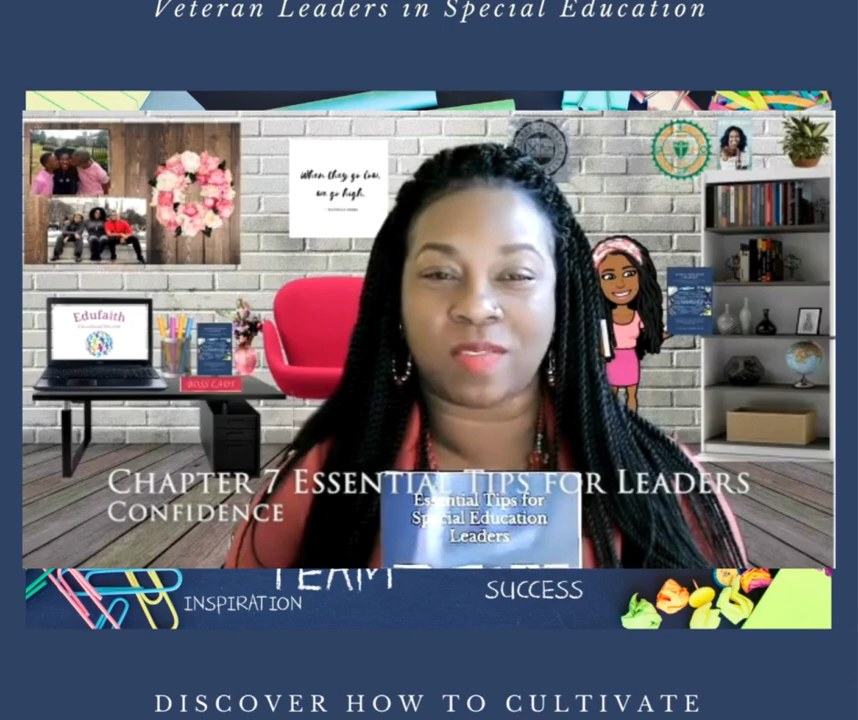 Veteran Leaders in Special Education
When they go low,
we go high.
Edufaith
BOSS LADY
CHAPTER 7 ESSENTIAL TIPS FOR LEADERS
CONFIDENCE
Essential Tips for
Special Education
Leaders
TEAM
INSPIRATION
SUCCESS
DISCOVER HOW TO CULTIVATE